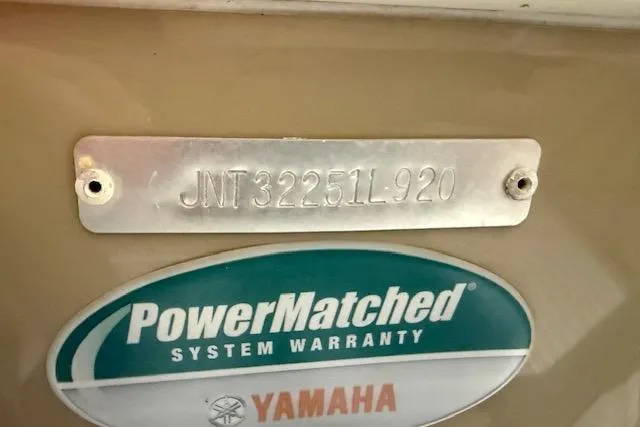 JNT32251L920
PowerMatched®
SYSTEM WARRANTY
YAMAHA